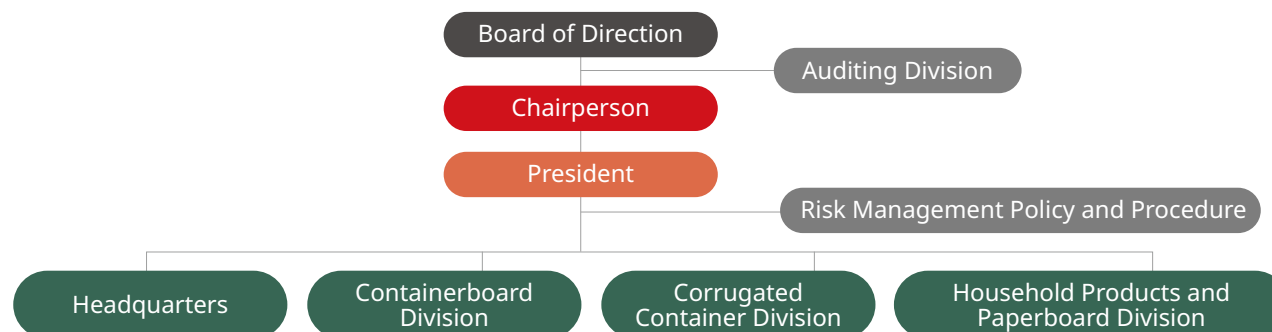 Board of Direction
Auditing Division
Chairperson
President
Risk Management Policy and Procedure
Headquarters
Containerboard
Division
Corrugated
Container Division
Household Products and
Paperboard Division